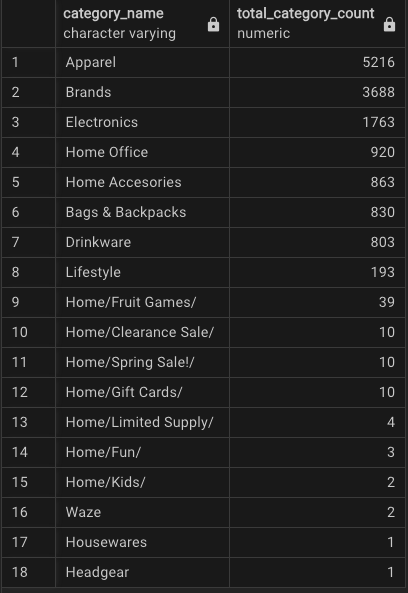 category_name total_category_count
character varying numeric
1 Apparel 5216
2 Brands 3688
3 Electronics 1763
4 Home Office 920
5 Home Accesories 863
6 Bags & Backpacks 830
7 Drinkware 803
8 Lifestyle 193
9 Home/Fruit Games/ 39
10 Home/Clearance Sale/ 10
11 Home/Spring Sale!/ 10
12 Home/Gift Cards/ 10
13 Home/Limited Supply/ 4
14 Home/Fun/ 3
15 Home/Kids/ 2
16 Waze 2
17 Housewares 1
18 Headgear 1